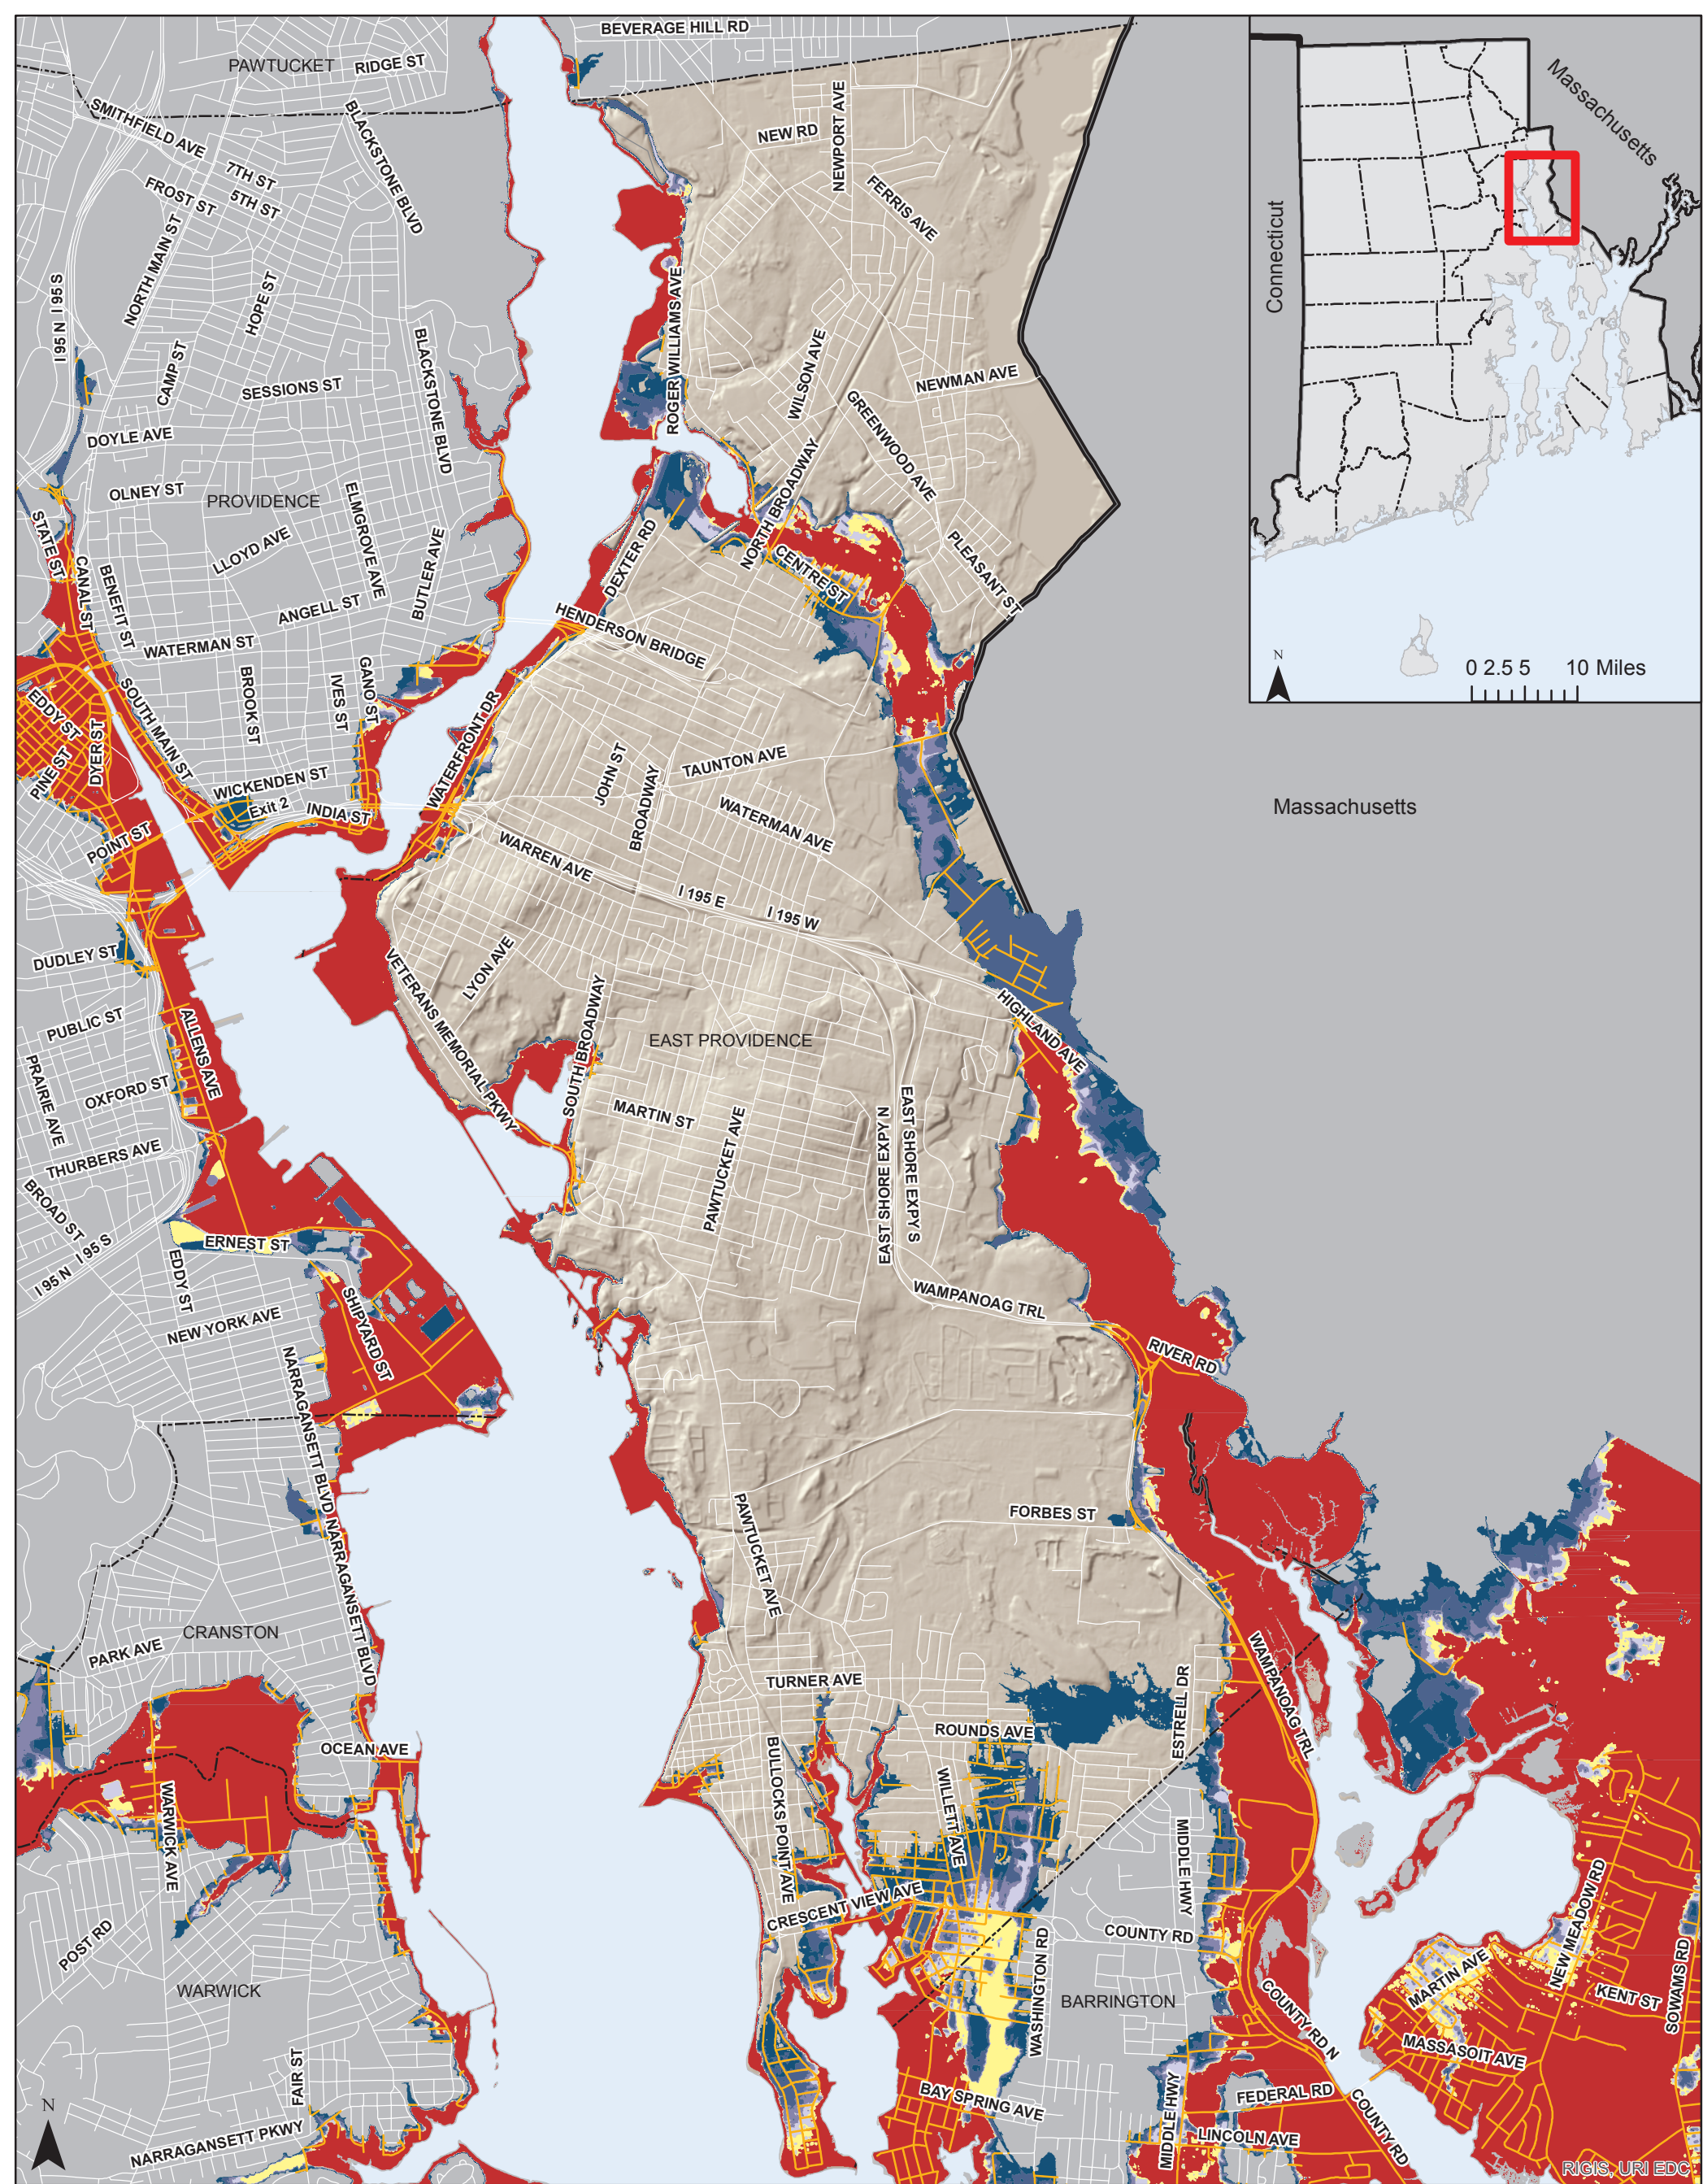 BEVERAGE HILL RD
PAWTUCKET
RIDGE ST
SMITHFIELD AVE
BLACKSTONE BLVD
7TH ST
5TH ST
FROST ST
NEW RD
NEWPORT AVE
FERRIS AVE
NORTH MAIN ST
HOPE ST
I 95 N I 95 S
CAMP ST
SESSIONS ST
BLACKSTONE BLVD
ROGER WILLIAMS AVE
WILSON AVE
NEWMAN AVE
GREENWOOD AVE
DOYLE AVE
OLNEY ST
PROVIDENCE
ELMGROVE AVE
LLOYD AVE
BUTLER AVE
STATE ST
CANAL ST
BENEFIT ST
ANGELL ST
WATERMAN ST
DEXTER RD
NORTH BROADWAY
CENTRE ST
PLEASANT ST
HENDERSON BRIDGE
EDDY ST
PINE ST
DYER ST
SOUTH MAIN ST
BROOK ST
IVES ST
GANO ST
WICKENDEN ST
Exit 2
INDIA ST
POINT ST
WATERFRONT DR
JOHN ST
BROADWAY
TAUNTON AVE
WATERMAN AVE
WARREN AVE
I 195 E
I 195 W
DUDLEY ST
PUBLIC ST
PRAIRIE AVE
OXFORD ST
ALLENS AVE
THURBERS AVE
BROAD ST
I 95 N I 95 S
VETERANS MEMORIAL PKWY
LYON AVE
SOUTH BROADWAY
EAST PROVIDENCE
MARTIN ST
PAWTUCKET AVE
EAST SHORE EXPY N
EAST SHORE EXPY S
HIGHLAND AVE
ERNEST ST
EDDY ST
NEW YORK AVE
SHIPYARD ST
WAMPANOAG TRL
RIVER RD
NARRAGANSETT BLVD
NARRAGANSETT BLVD
PAWTUCKET AVE
FORBES ST
CRANSTON
PARK AVE
TURNER AVE
ROUNDS AVE
ESTRELL DR
WAMPANOAG TRL
OCEAN AVE
WARWICK AVE
BULLOCKS POINT AVE
WILLETT AVE
MIDDLE HWY
CRESCENT VIEW AVE
POST RD
WARWICK
WASHINGTON RD
COUNTY RD
BARRINGTON
COUNTY RD N
MARTIN AVE
NEW MEADOW RD
KENT ST
SOWAMS RD
MASSASOIT AVE
FAIR ST
NARRAGANSETT PKWY
BAY SPRING AVE
MIDDLE HWY
FEDERAL RD
LINCOLN AVE
COUNTY RD
N
RIGIS, URI EDC
Massachusetts
Massachusetts
Connecticut
N
0 2.5 5 10 Miles